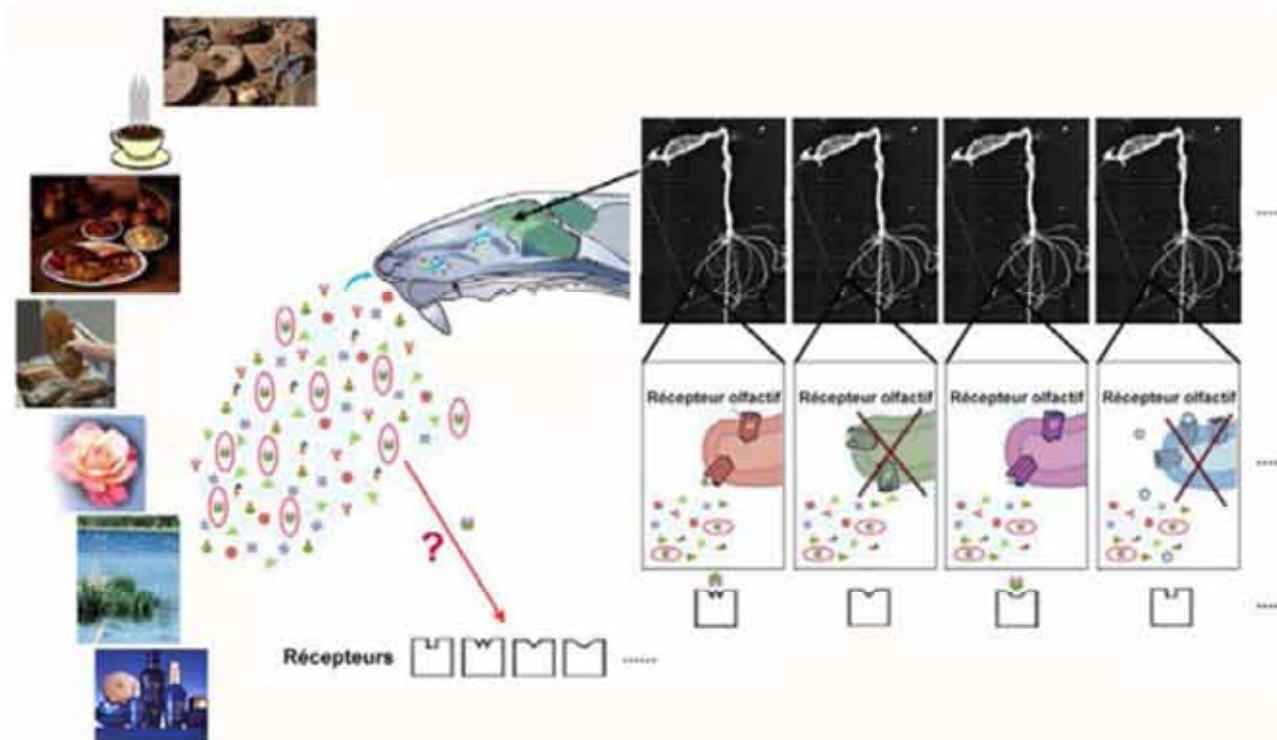 Récepteur olfactif
Récepteur olfactif
Récepteur olfactif
Récepteur olfactif
?
Récepteurs ......
.....
.....
.....